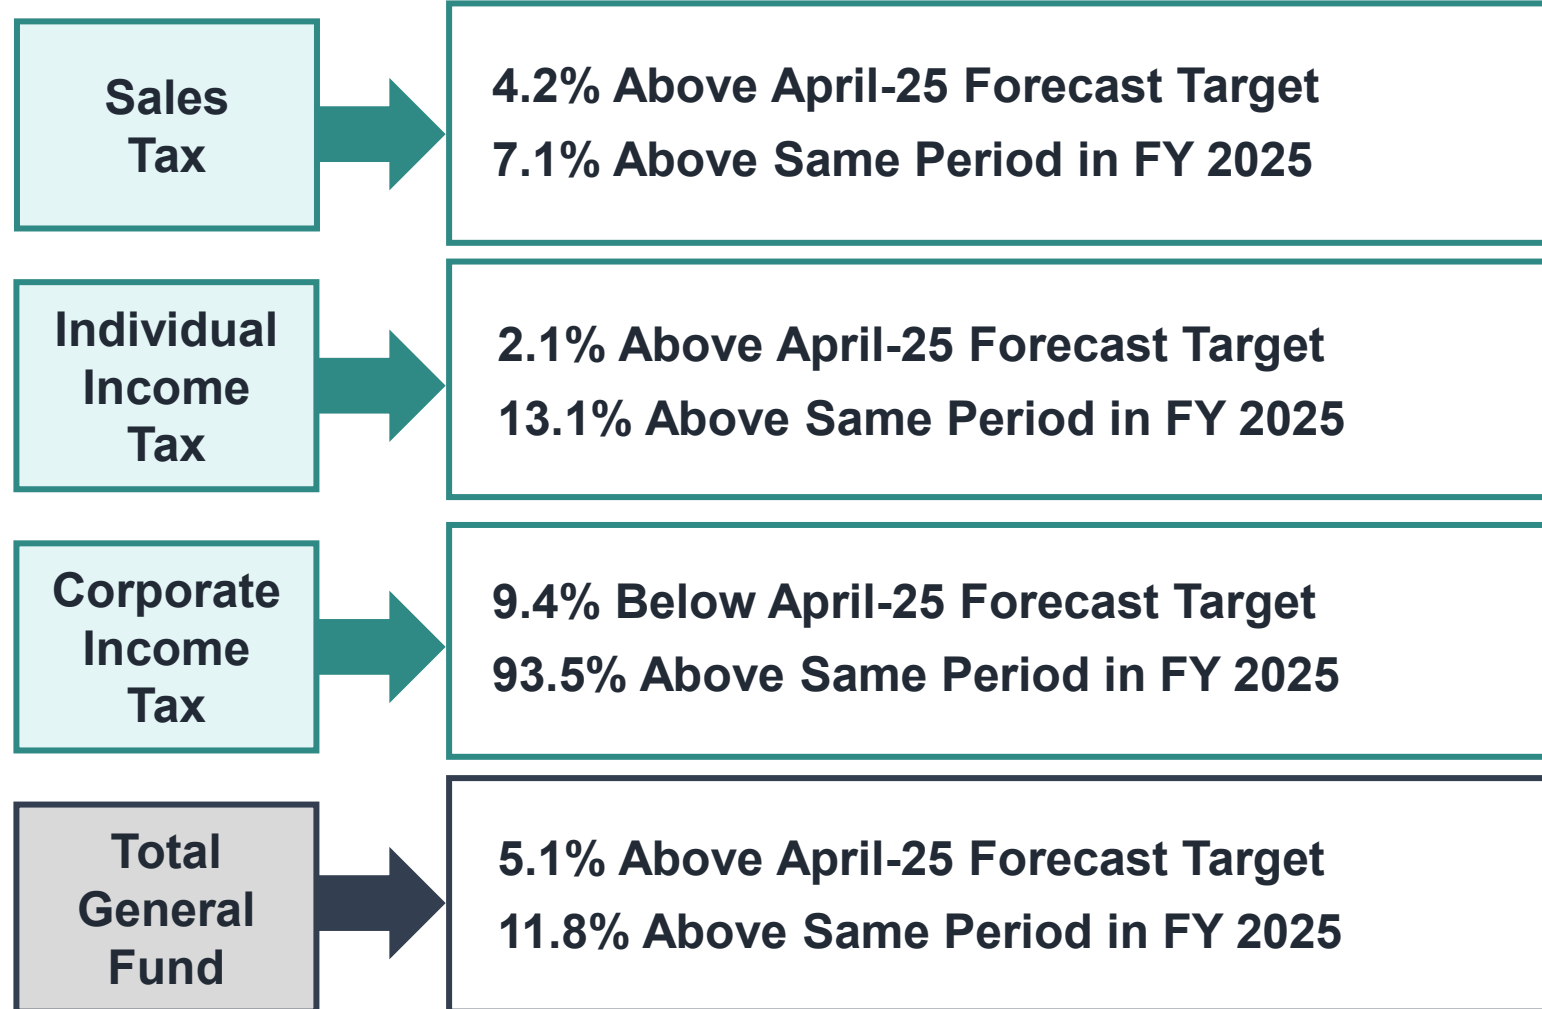 Sales
Tax
4.2% Above April-25 Forecast Target
7.1% Above Same Period in FY 2025
Individual
Income
Tax
2.1% Above April-25 Forecast Target
13.1% Above Same Period in FY 2025
Corporate
Income
Tax
9.4% Below April-25 Forecast Target
93.5% Above Same Period in FY 2025
Total
General
Fund
5.1% Above April-25 Forecast Target
11.8% Above Same Period in FY 2025